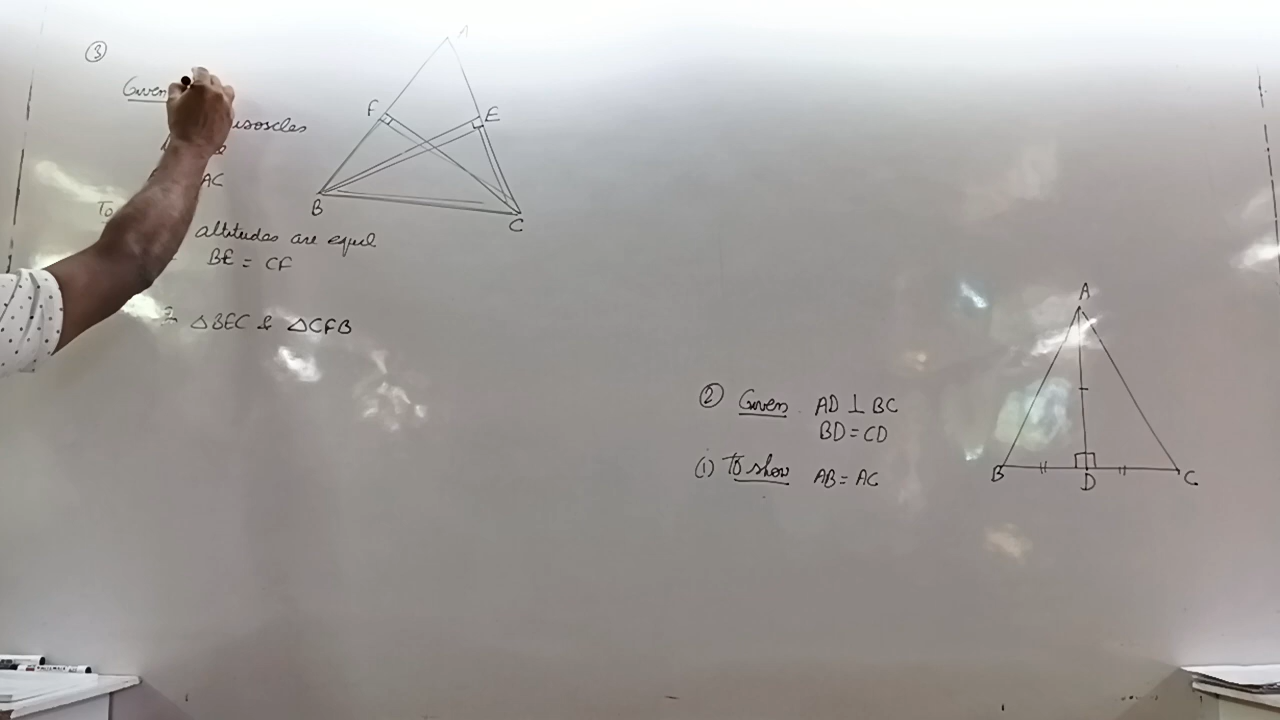 ③
Given
isosceles
AC
To
altitudes are equal
BE = CF
△BEC & △CFB
A
F
E
B
C
② Given AD ⊥ BC
BD = CD
(i) To show AB = AC
A
B
D
C